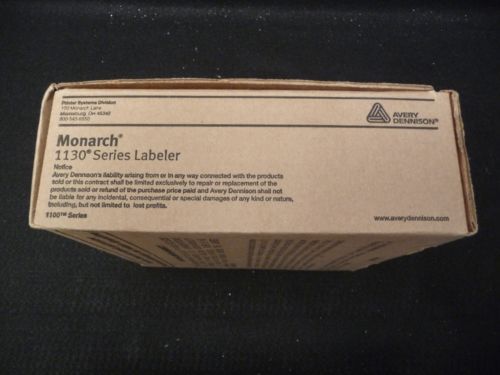 Printer Systems Division
170 Monarch Lane
Miamisburg, OH 45342
800-543-6650
AVERY
DENNISON®
Monarch®
1130® Series Labeler
Notice
Avery Dennison's liability arising from or in any way connected with the products
sold or this contract shall be limited exclusively to repair or replacement of the
products sold or refund of the purchase price paid and Avery Dennison shall not
be liable for any incidental, consequential or special damages of any kind or nature,
including, but not limited to lost profits.
1100™ Series
www.averydennison.com